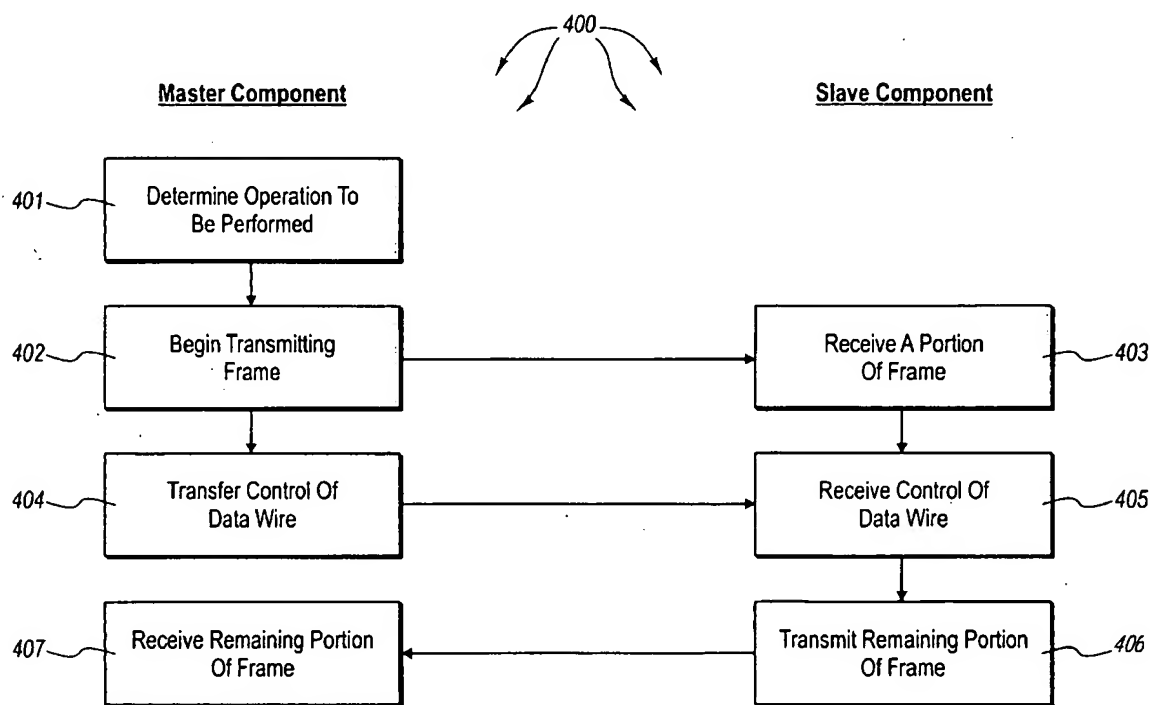 400
Master Component
Slave Component
401
Determine Operation To
Be Performed
402
Begin Transmitting
Frame
Receive A Portion
Of Frame
403
404
Transfer Control Of
Data Wire
Receive Control Of
Data Wire
405
407
Receive Remaining Portion
Of Frame
Transmit Remaining Portion
Of Frame
406